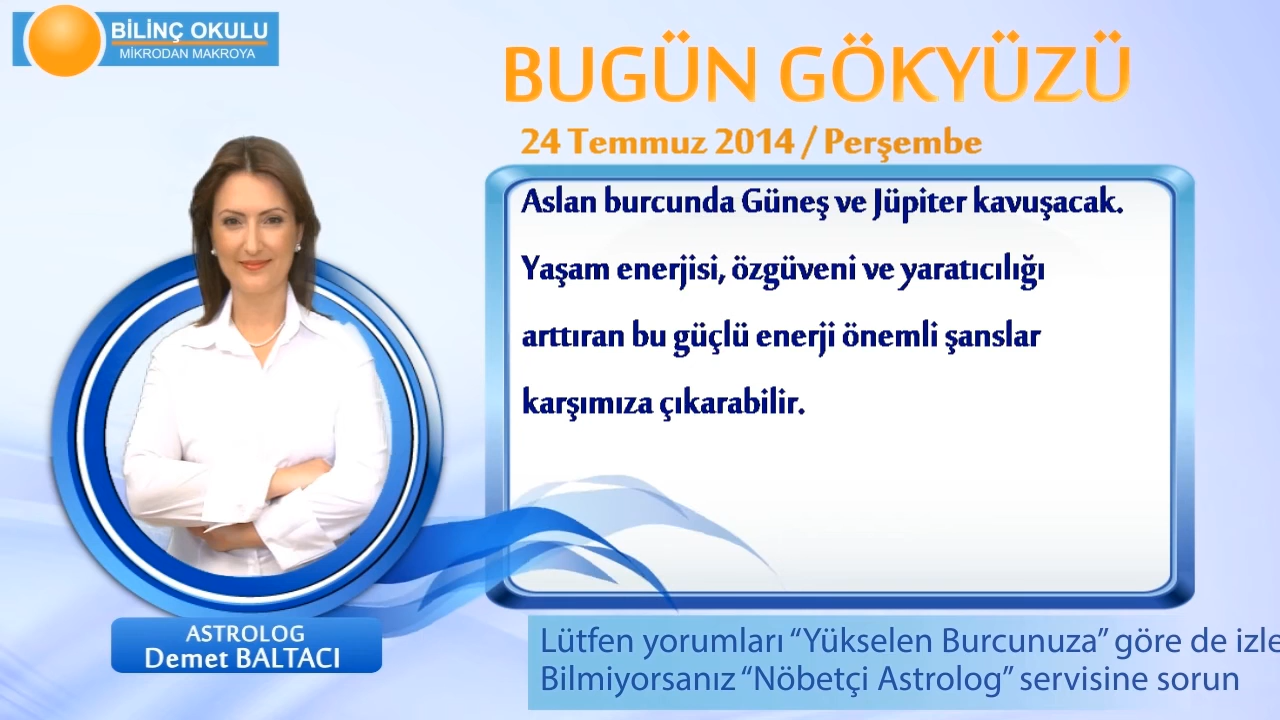 BİLİNÇ OKULU
MİKRODAN MAKROYA
BUGÜN GÖKYÜZÜ
24 Temmuz 2014 / Perşembe
Aslan burcunda Güneş ve Jüpiter kavuşacak.
Yaşam enerjisi, özgüveni ve yaratıcılığı
arttıran bu güçlü enerji önemli şanslar
karşımıza çıkarabilir.
ASTROLOG
Demet BALTACI
Lütfen yorumları “Yükselen Burcunuza” göre de izle
Bilmiyorsanız “Nöbetçi Astrolog” servisine sorun